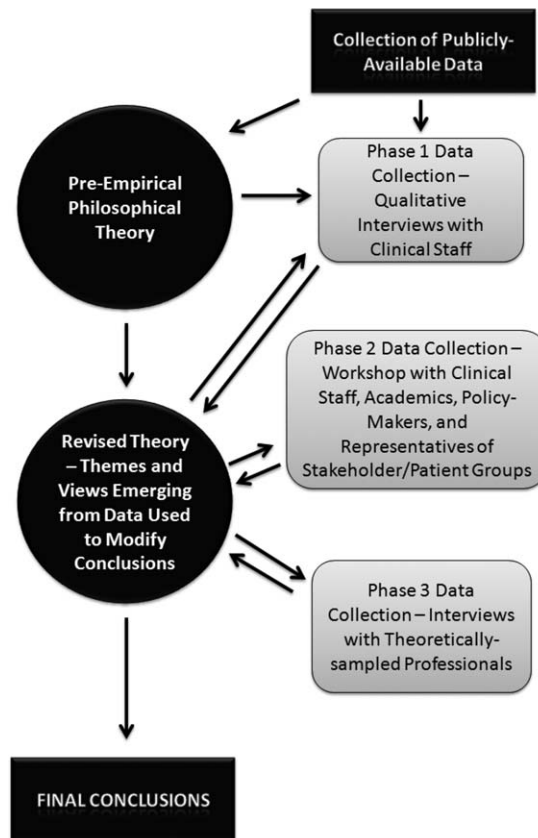 Collection of Publicly-
Available Data
Pre-Empirical
Philosophical
Theory
Phase 1 Data
Collection –
Qualitative
Interviews with
Clinical Staff
Phase 2 Data Collection –
Workshop with Clinical
Staff, Academics, Policy-
Makers, and
Representatives of
Stakeholder/Patient Groups
Revised Theory
– Themes and
Views Emerging
from Data Used
to Modify
Conclusions
Phase 3 Data
Collection – Interviews
with Theoretically-
sampled Professionals
FINAL CONCLUSIONS